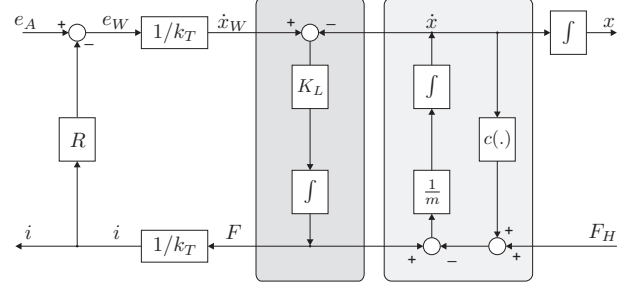 e_A + − e_W 1/k_T ẋ_W + − ẋ ∫ x
K_L ∫
R c(.)
∫ 1/m
+ +
i i 1/k_T F + − F_H